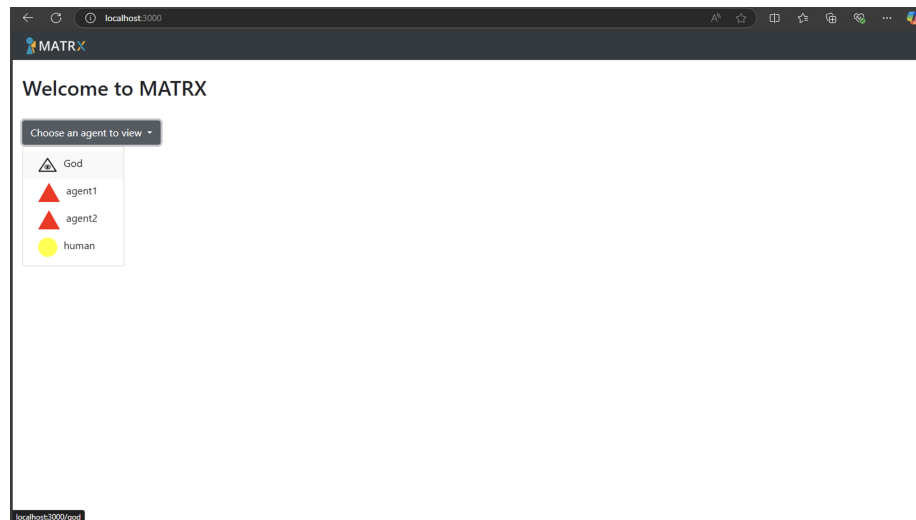 localhost:3000
MATRX
Welcome to MATRX
Choose an agent to view
God
agent1
agent2
human
localhost:3000/god